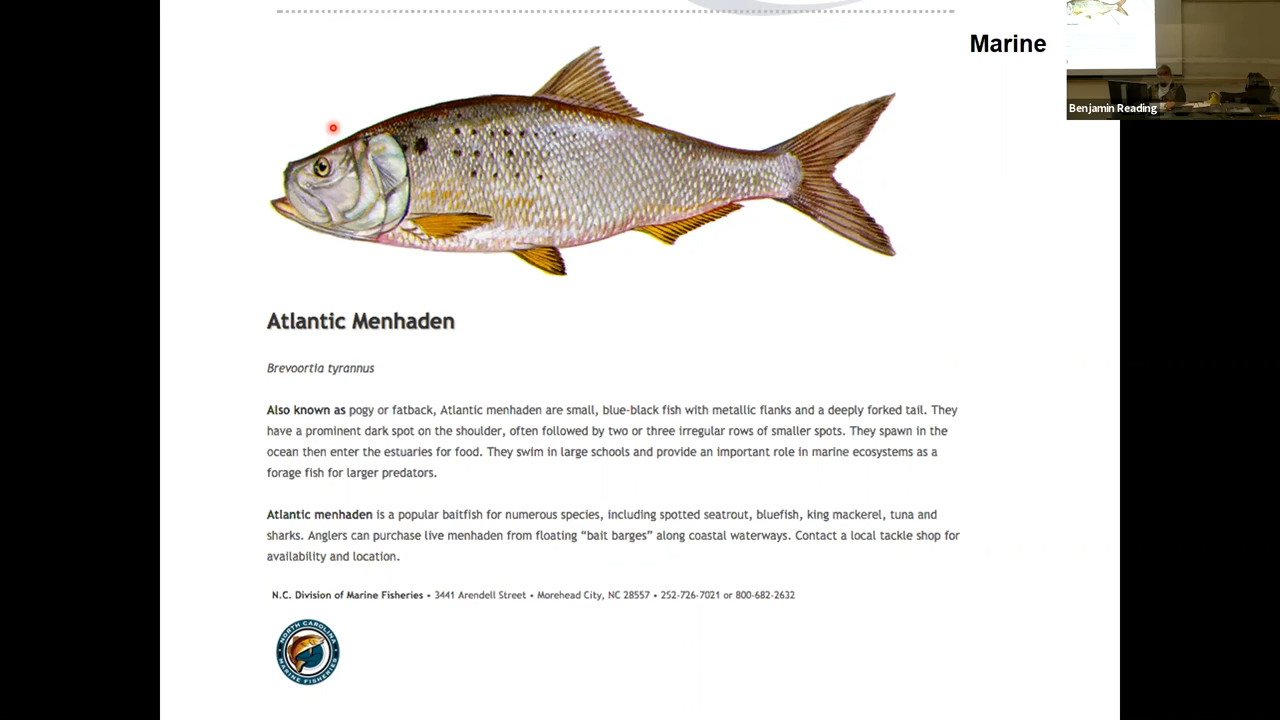 Marine
Benjamin Reading
Atlantic Menhaden
Brevoortia tyrannus
Also known as pogy or fatback, Atlantic menhaden are small, blue-black fish with metallic flanks and a deeply forked tail. They
have a prominent dark spot on the shoulder, often followed by two or three irregular rows of smaller spots. They spawn in the
ocean then enter the estuaries for food. They swim in large schools and provide an important role in marine ecosystems as a
forage fish for larger predators.
Atlantic menhaden is a popular baitfish for numerous species, including spotted seatrout, bluefish, king mackerel, tuna and
sharks. Anglers can purchase live menhaden from floating “bait barges” along coastal waterways. Contact a local tackle shop for
availability and location.
N.C. Division of Marine Fisheries • 3441 Arendell Street • Morehead City, NC 28557 • 252-726-7021 or 800-682-2632
NORTH CAROLINA
MARINE FISHERIES